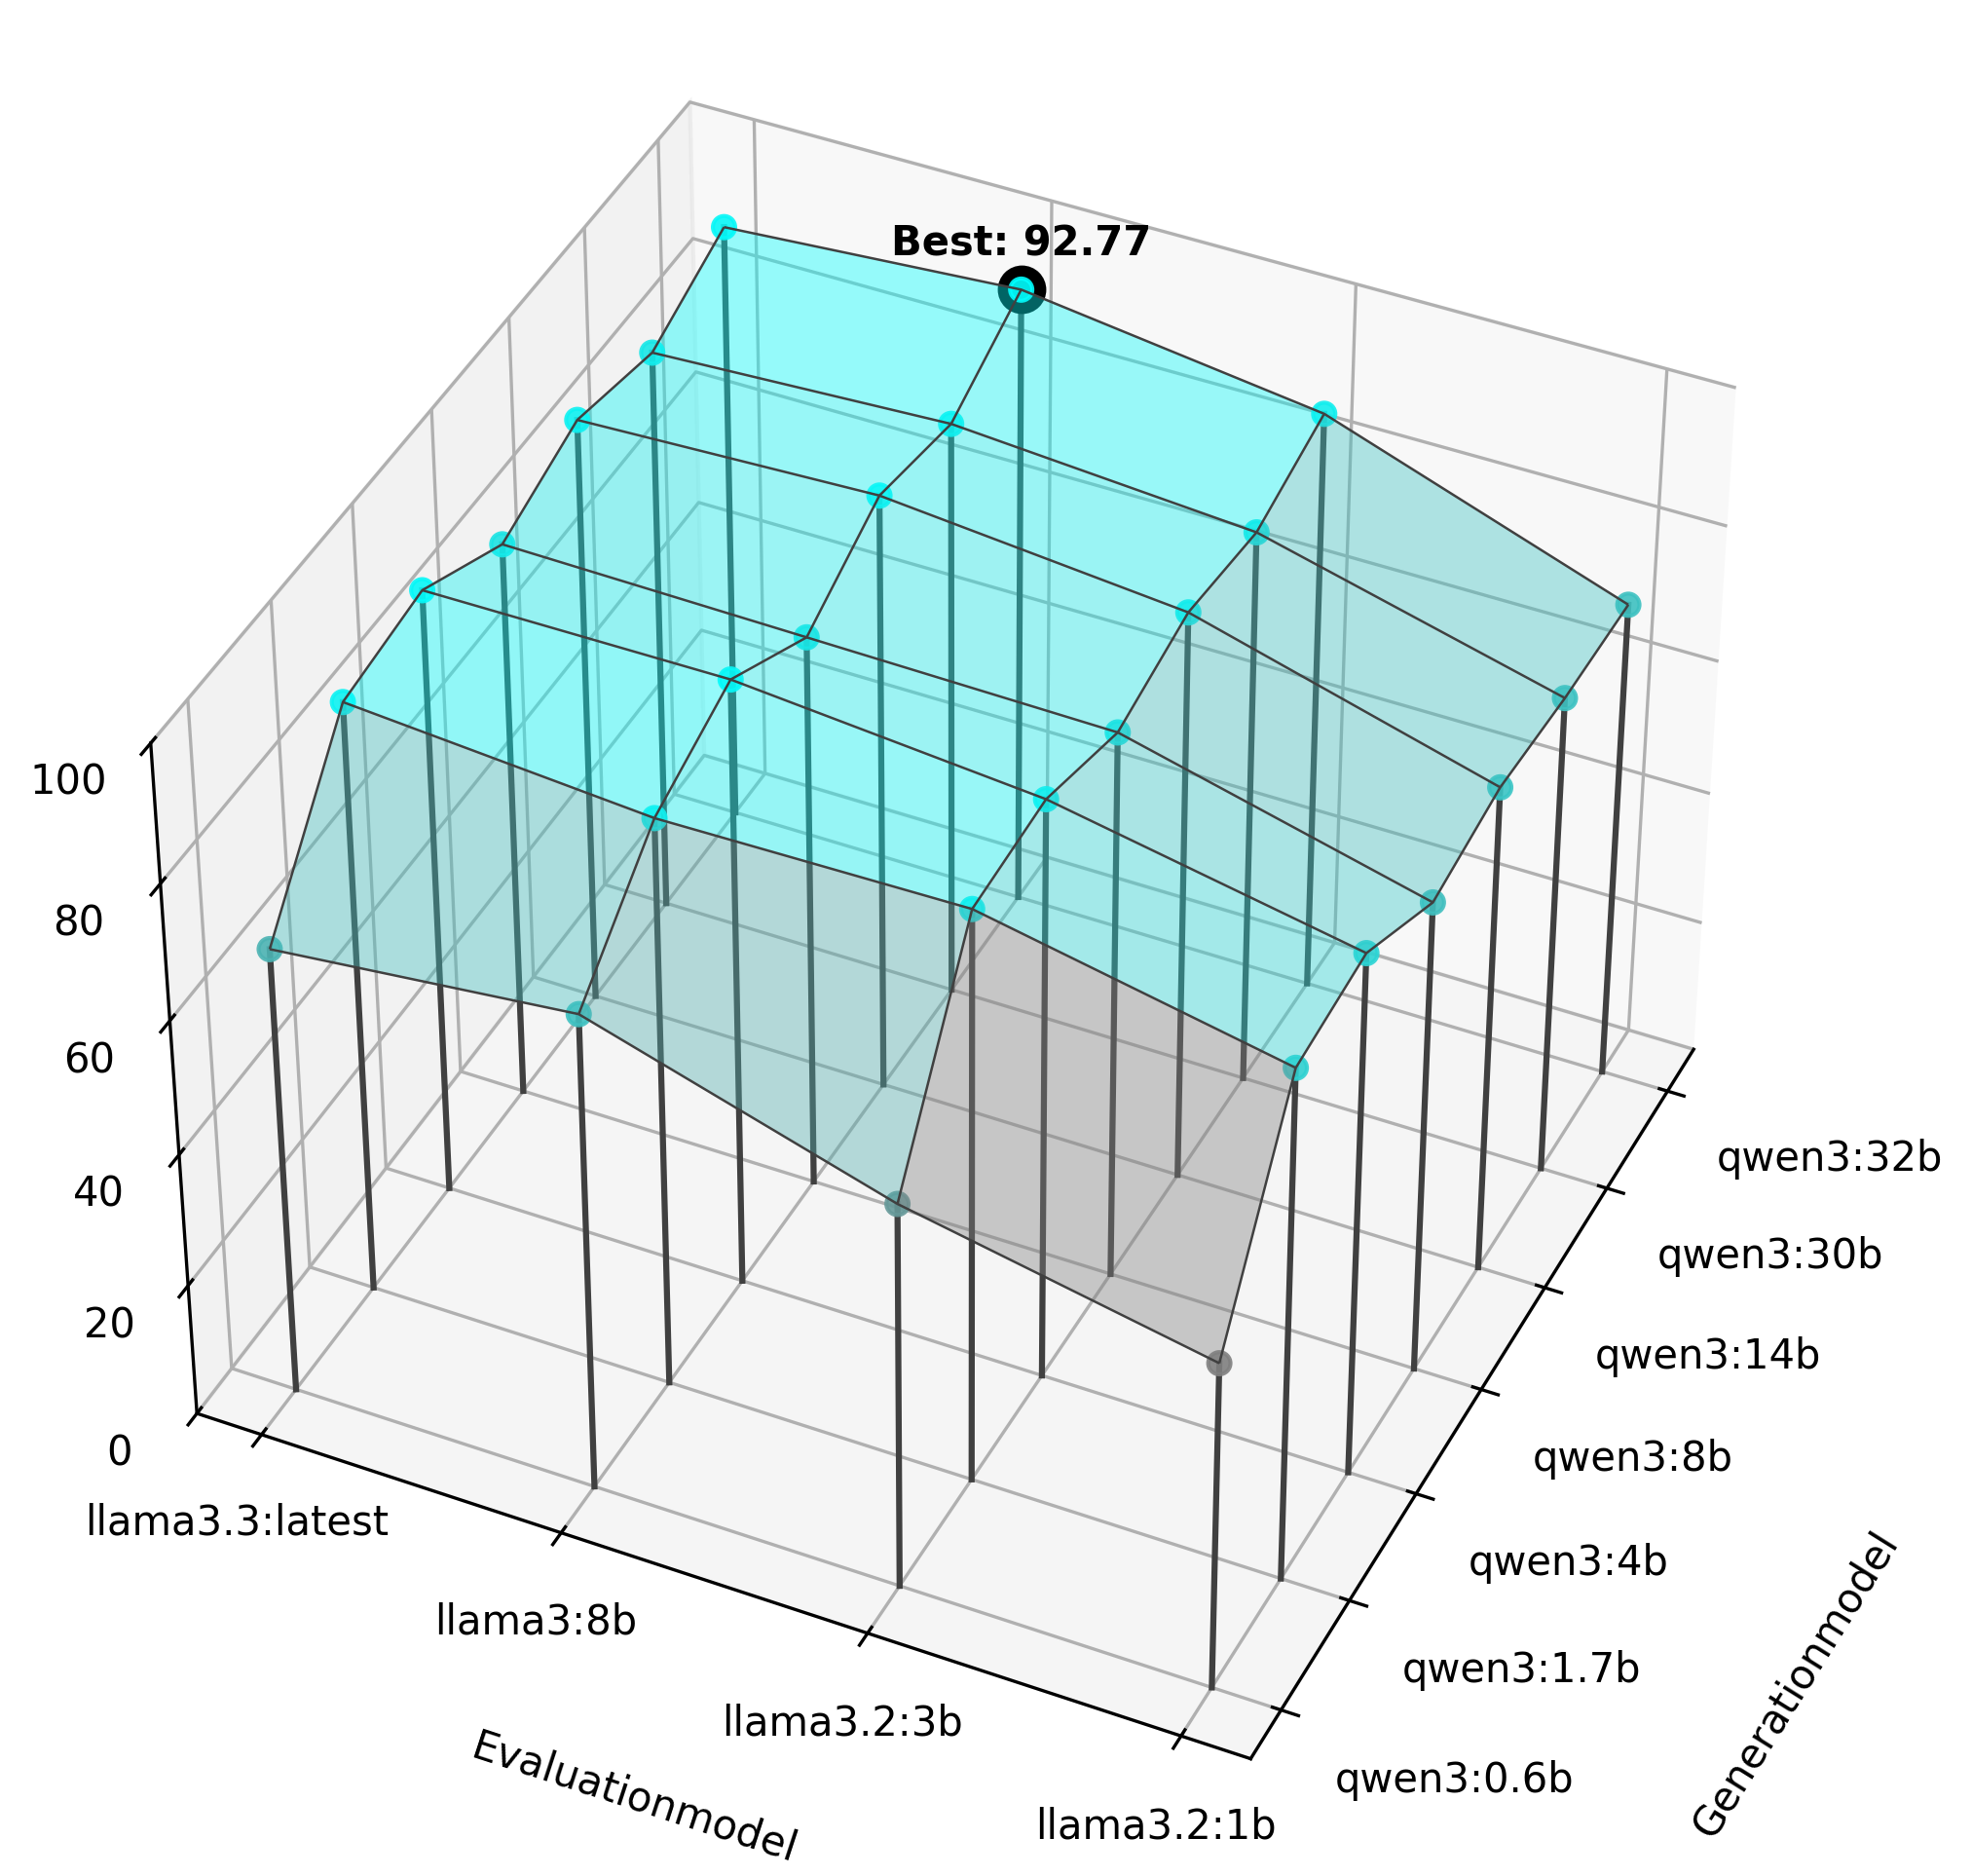 Best: 92.77
100
80
60
40
20
0
llama3.3:latest
llama3:8b
llama3.2:3b
llama3.2:1b
Evaluationmodel
qwen3:32b
qwen3:30b
qwen3:14b
qwen3:8b
qwen3:4b
qwen3:1.7b
qwen3:0.6b
Generationmodel